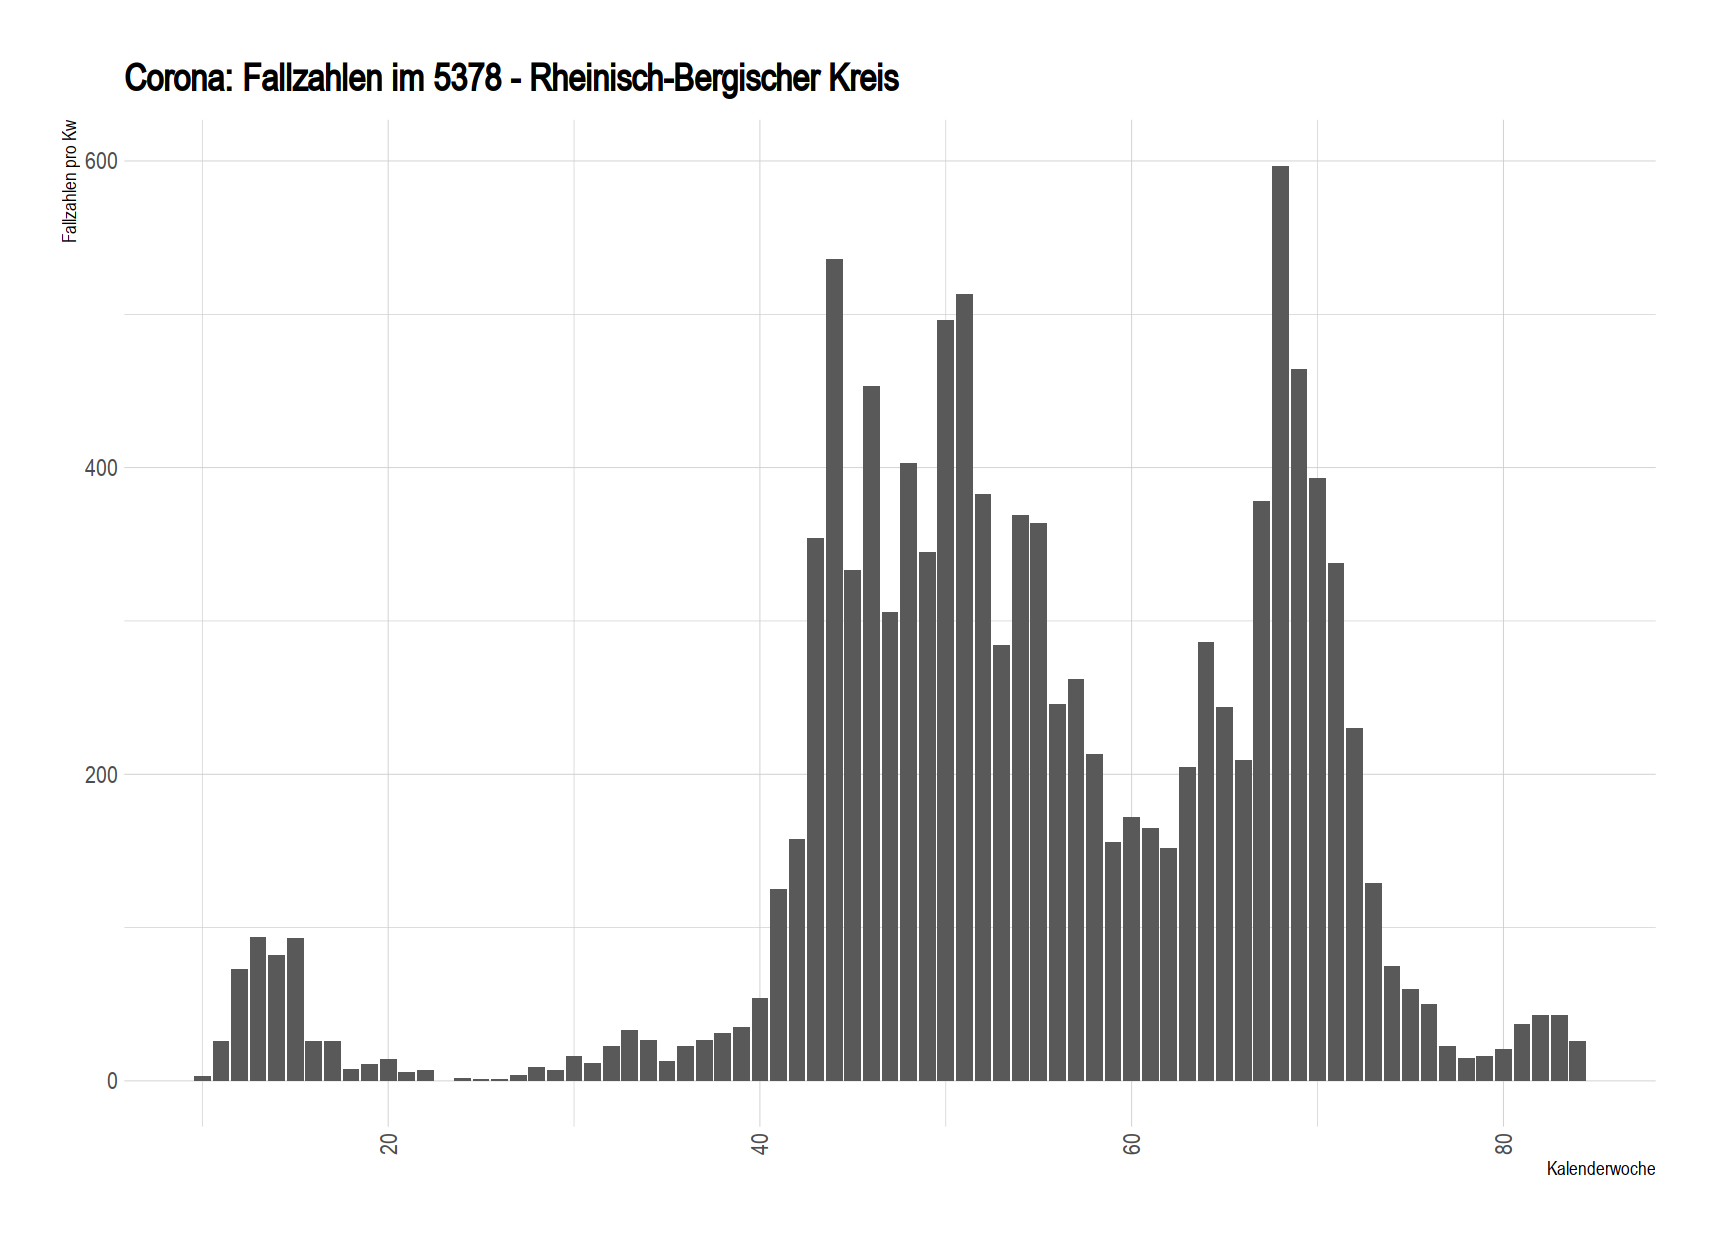 Corona: Fallzahlen im 5378 - Rheinisch-Bergischer Kreis
Fallzahlen pro Kw
600
400
200
0
20
40
60
80
Kalenderwoche